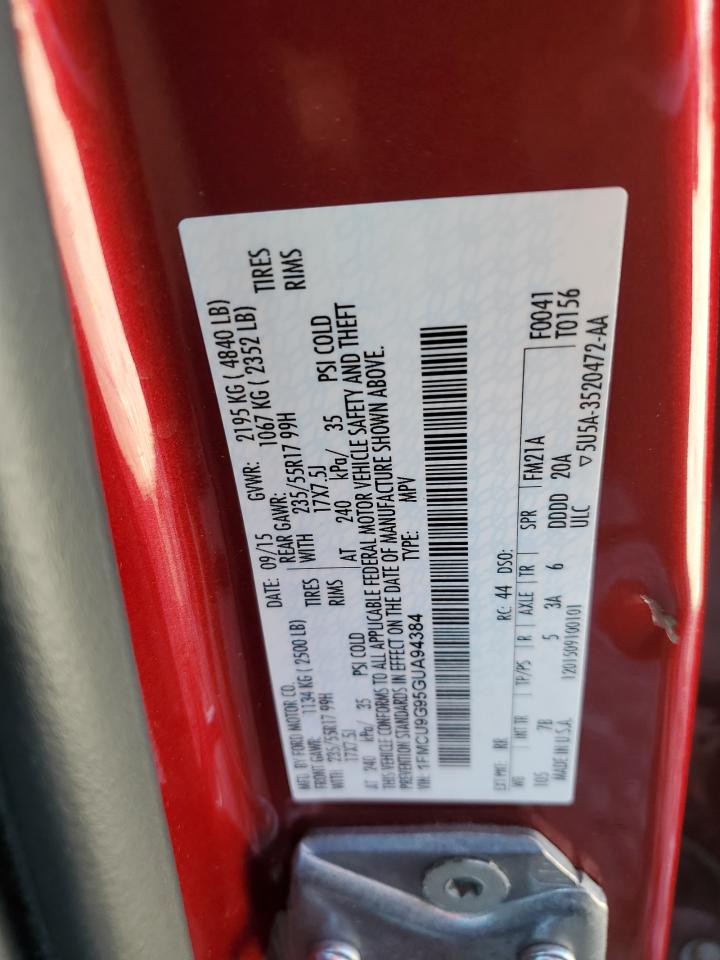 MFD. BY FORD MOTOR CO. DATE: 09/15 GVWR: 2195 KG ( 4840 LB)
FRONT GAWR: 1134 KG ( 2500 LB) REAR GAWR: 1067 KG ( 2352 LB)
WITH 235/55R17 99H TIRES WITH 235/55R17 99H TIRES
17X7.5J RIMS 17X7.5J RIMS
AT 240 kPa/ 35 PSI COLD AT 240 kPa/ 35 PSI COLD
THIS VEHICLE CONFORMS TO ALL APPLICABLE FEDERAL MOTOR VEHICLE SAFETY AND THEFT
PREVENTION STANDARDS IN EFFECT ON THE DATE OF MANUFACTURE SHOWN ABOVE.
VIN: 1FMCU9G95GUA94384 TYPE: MPV
EXT PNT: RR RC: 44 DSO: F0041
WB INT TR TP/PS R AXLE TR SPR FM21A T0156
105 7B 5 3A 6 DDDD 20A
MADE IN U.S.A. 1201509100101 ULC ▽5U5A-3520472-AA